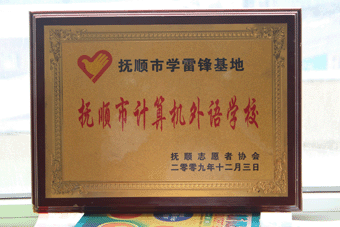 抚顺市学雷锋基地
抚顺市计算机外语学校
抚顺志愿者协会
二零零九年十二月三日